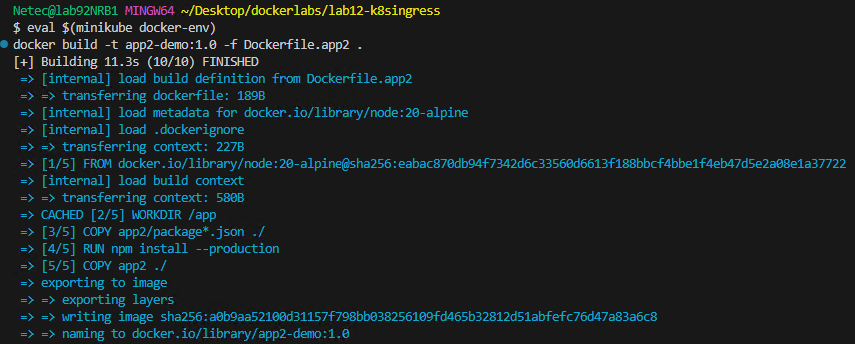 Netec@lab92NRB1 MINGW64 ~/Desktop/dockerlabs/lab12-k8singress
$ eval $(minikube docker-env)
docker build -t app2-demo:1.0 -f Dockerfile.app2 .
[+] Building 11.3s (10/10) FINISHED
=> [internal] load build definition from Dockerfile.app2
=> => transferring dockerfile: 189B
=> [internal] load metadata for docker.io/library/node:20-alpine
=> [internal] load .dockerignore
=> => transferring context: 227B
=> [1/5] FROM docker.io/library/node:20-alpine@sha256:eabac870db94f7342d6c33560d6613f188bbcf4bbe1f4eb47d5e2a08e1a37722
=> [internal] load build context
=> => transferring context: 580B
=> CACHED [2/5] WORKDIR /app
=> [3/5] COPY app2/package*.json ./
=> [4/5] RUN npm install --production
=> [5/5] COPY app2 ./
=> exporting to image
=> => exporting layers
=> => writing image sha256:a0b9aa52100d31157f798bb038256109fd465b32812d51abfefc76d47a83a6c8
=> => naming to docker.io/library/app2-demo:1.0